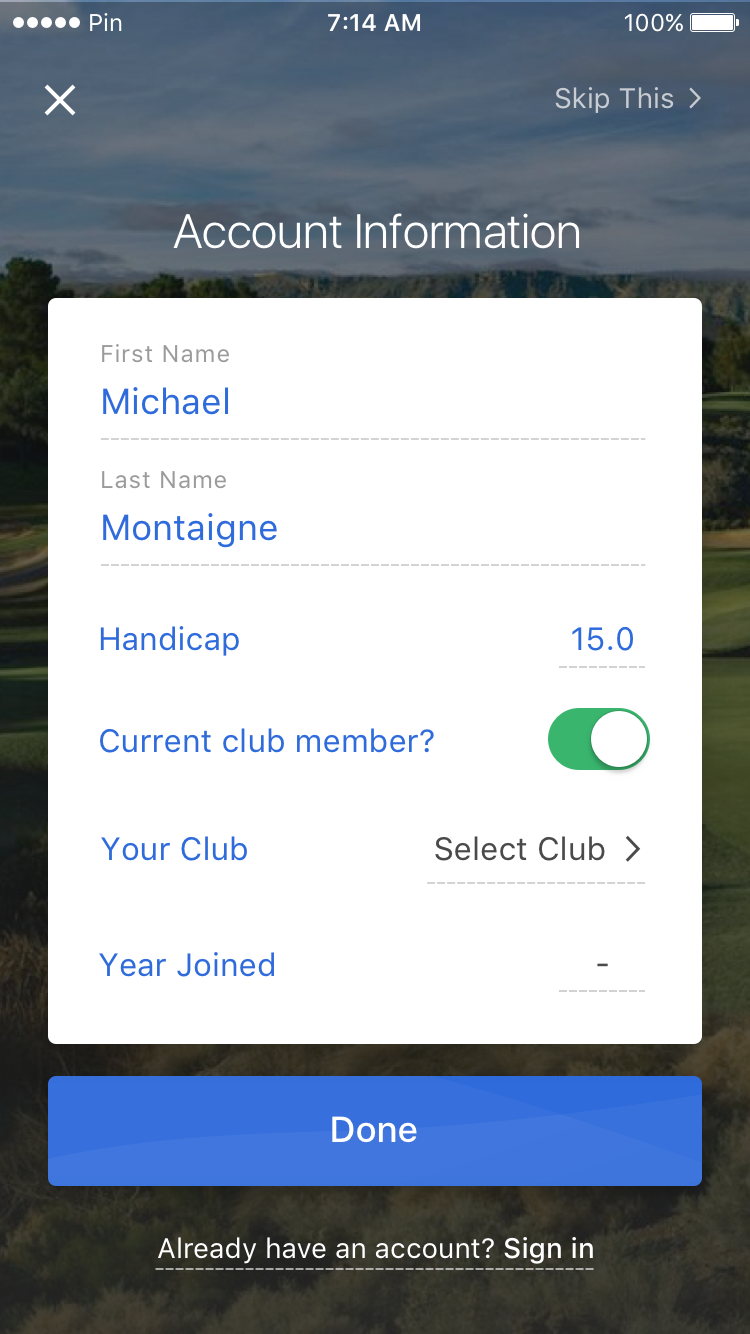 Pin 7:14 AM 100%
Skip This
Account Information
First Name
Michael
Last Name
Montaigne
Handicap 15.0
Current club member?
Your Club Select Club
Year Joined -
Done
Already have an account? Sign in